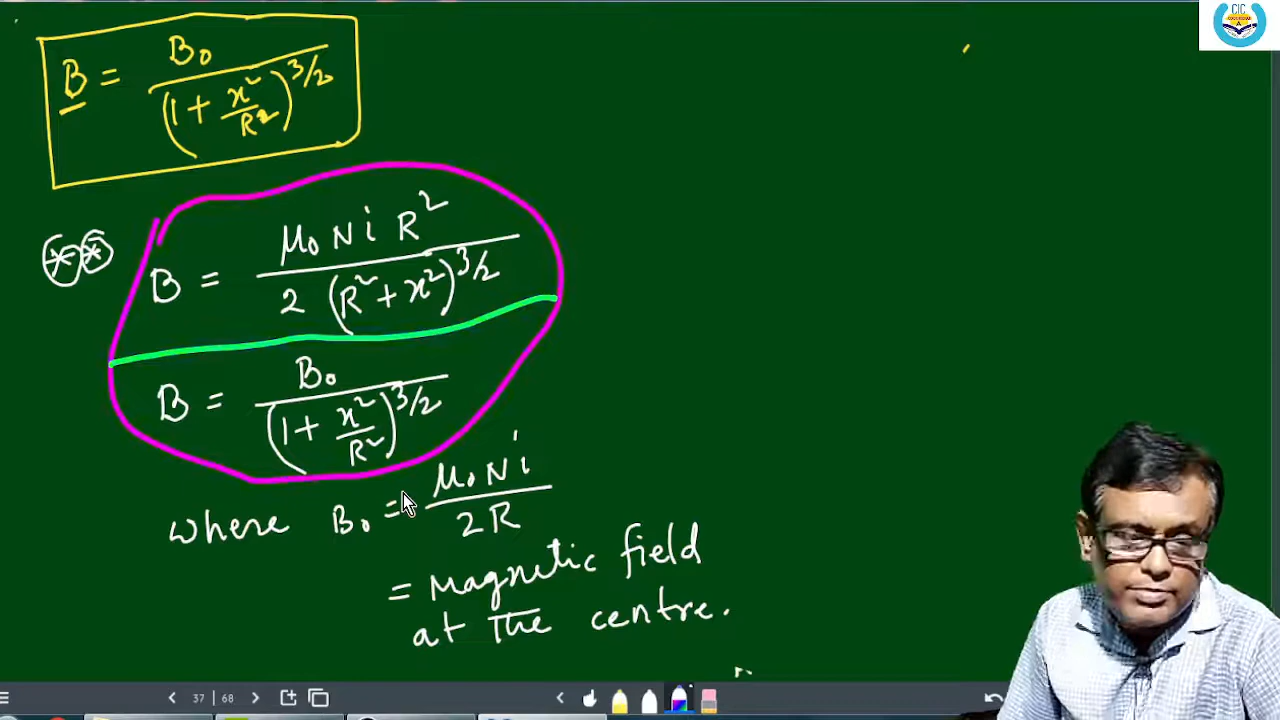 CIC
B = B₀ / (1 + x²/R²)^3/2
** B = μ₀ N i R² / 2 (R² + x²)^3/2
B = B₀ / (1 + x²/R²)^3/2
where B₀ = μ₀ N i / 2R
= Magnetic field
at the centre.
37 | 68